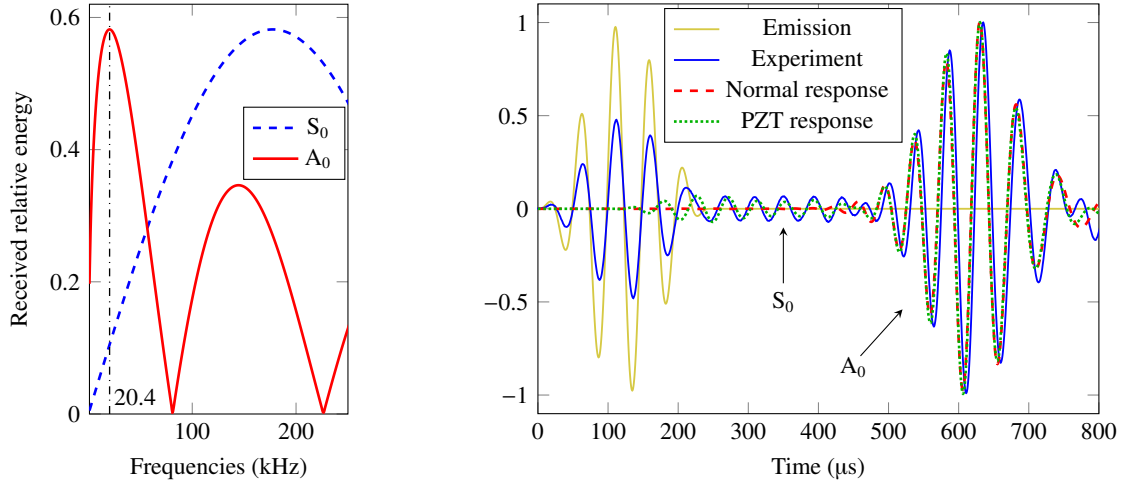 0.6
0.4
0.2
0
Received relative energy
S0
A0
20.4
100
200
Frequencies (kHz)
1
0.5
0
−0.5
−1
Emission
Experiment
Normal response
PZT response
S0
A0
0
100
200
300
400
500
600
700
800
Time (µs)